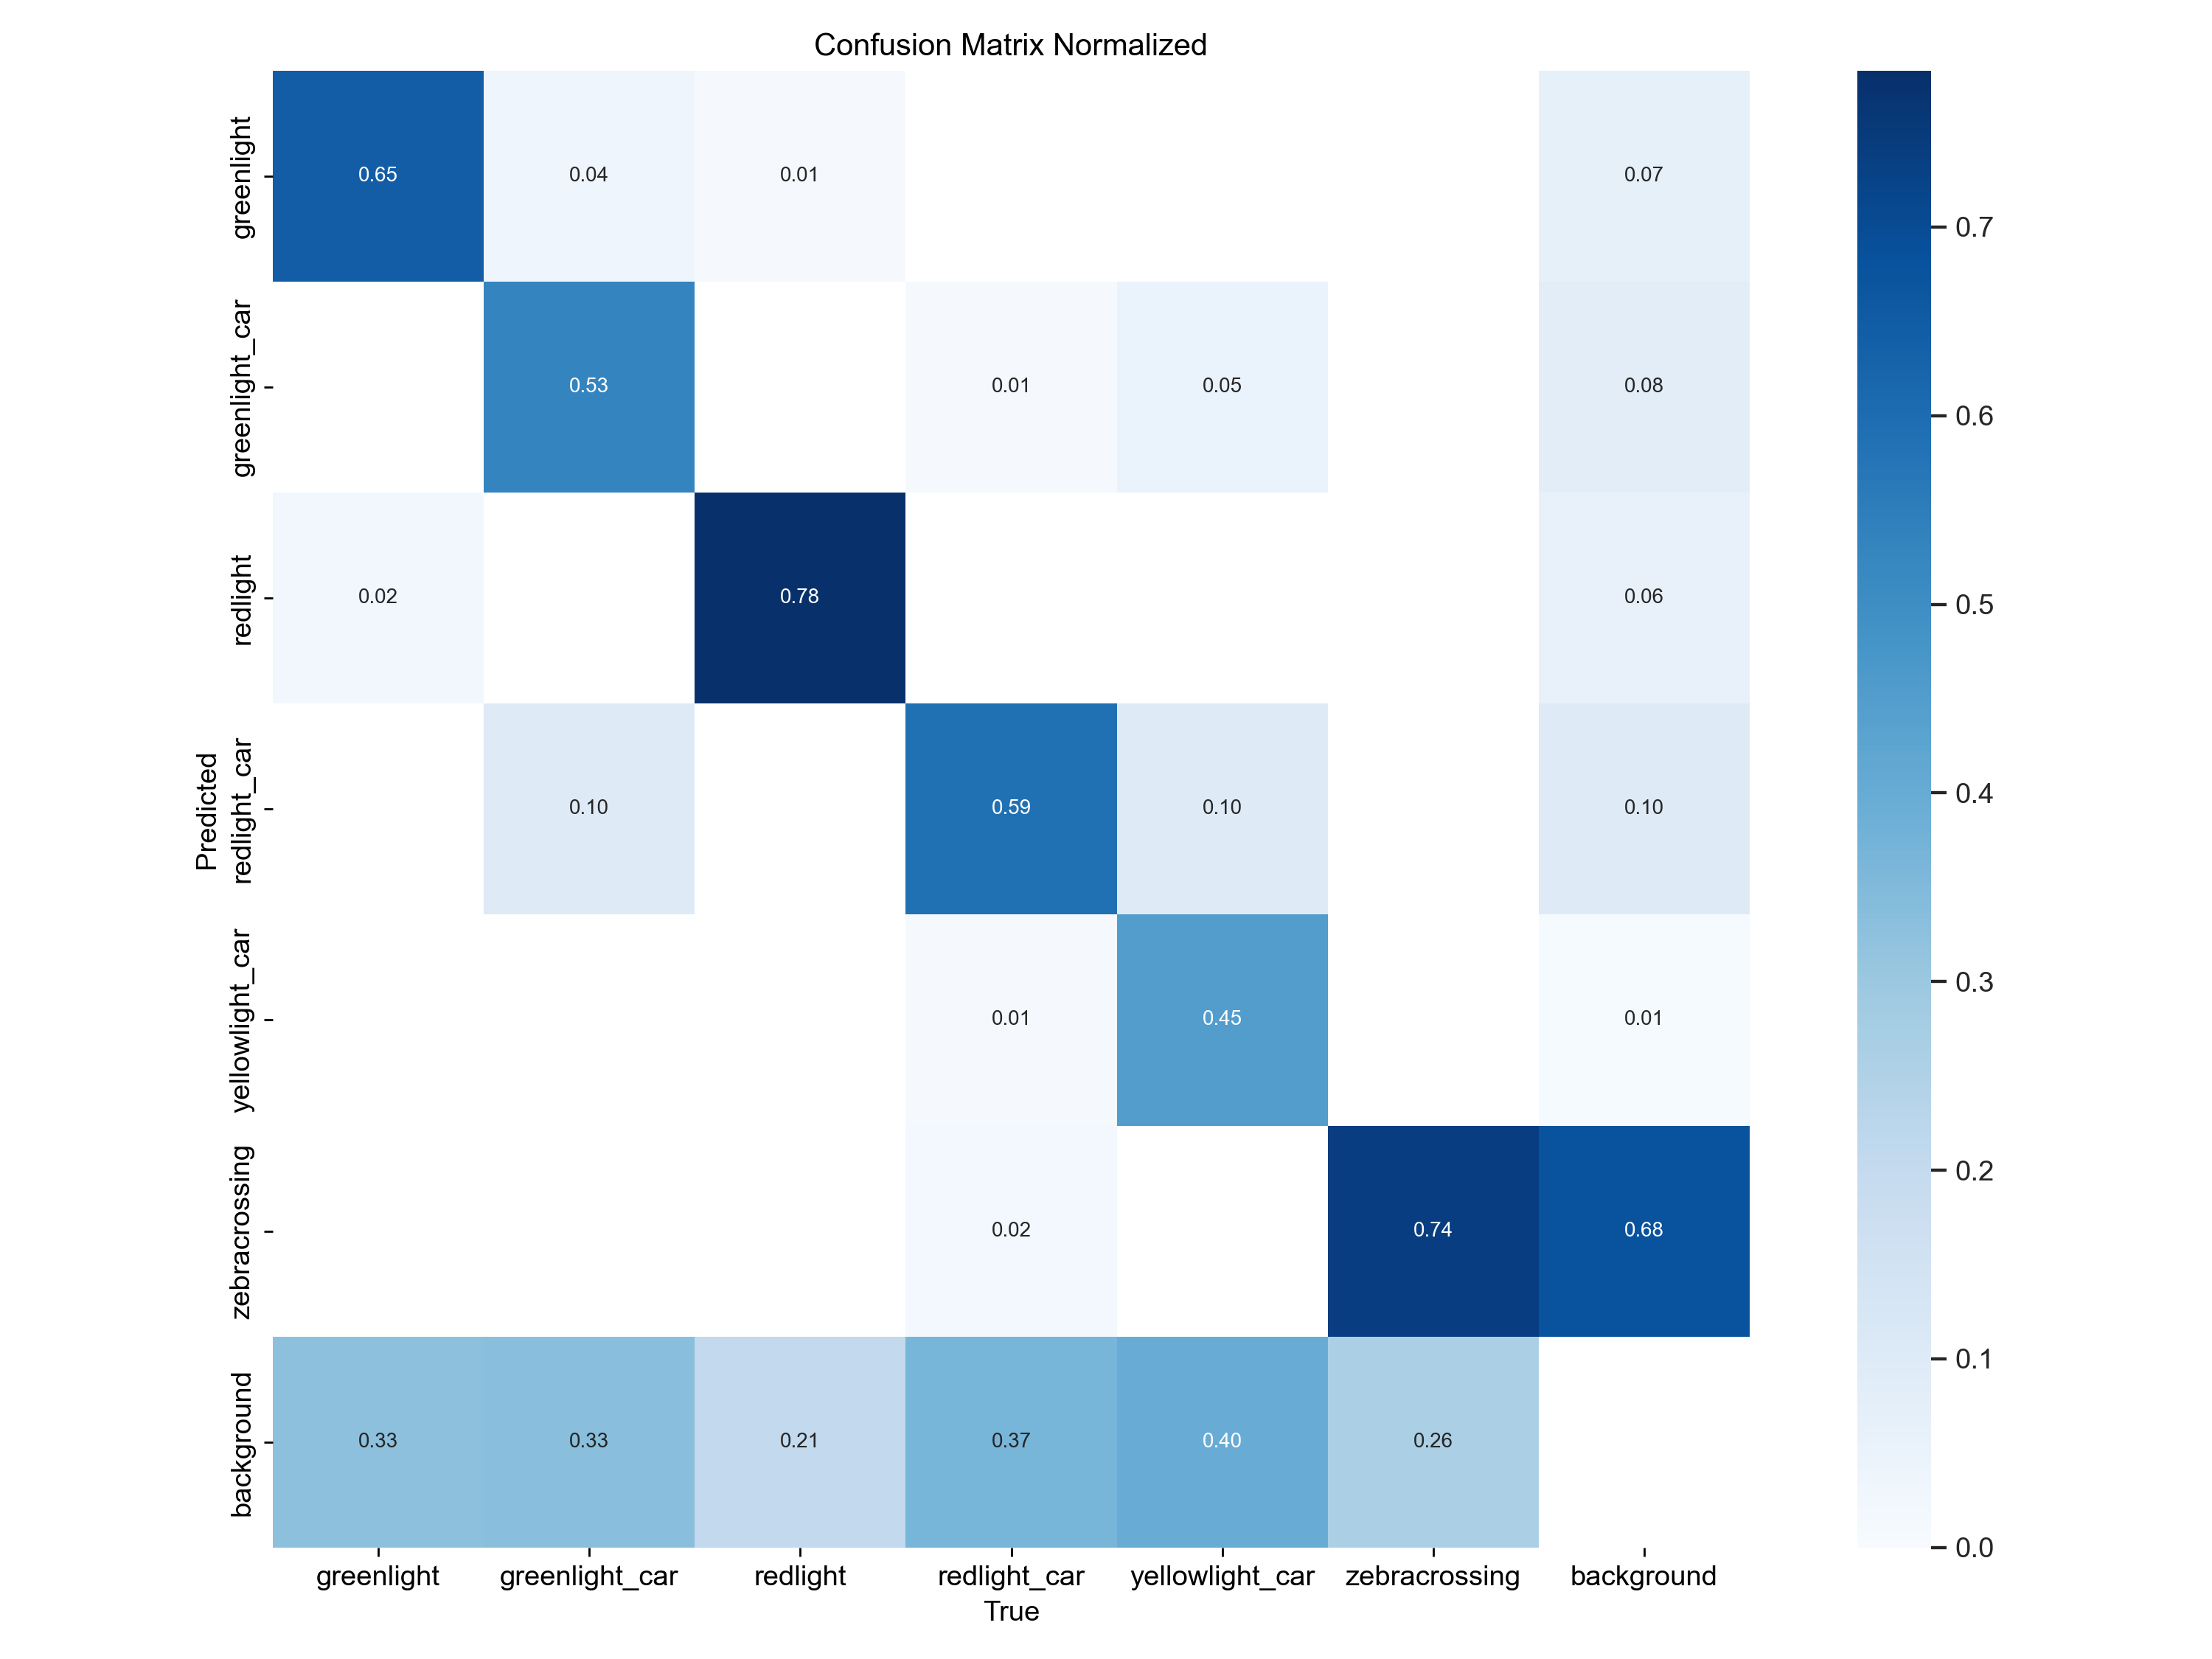 Confusion Matrix Normalized
greenlight
0.65 0.04 0.01 0.07
greenlight_car
0.53 0.01 0.05 0.08
redlight
0.02 0.78 0.06
Predicted
redlight_car
0.10 0.59 0.10 0.10
yellowlight_car
0.01 0.45 0.01
zebracrossing
0.02 0.74 0.68
background
0.33 0.33 0.21 0.37 0.40 0.26
greenlight greenlight_car redlight redlight_car yellowlight_car zebracrossing background
True
0.7
0.6
0.5
0.4
0.3
0.2
0.1
0.0